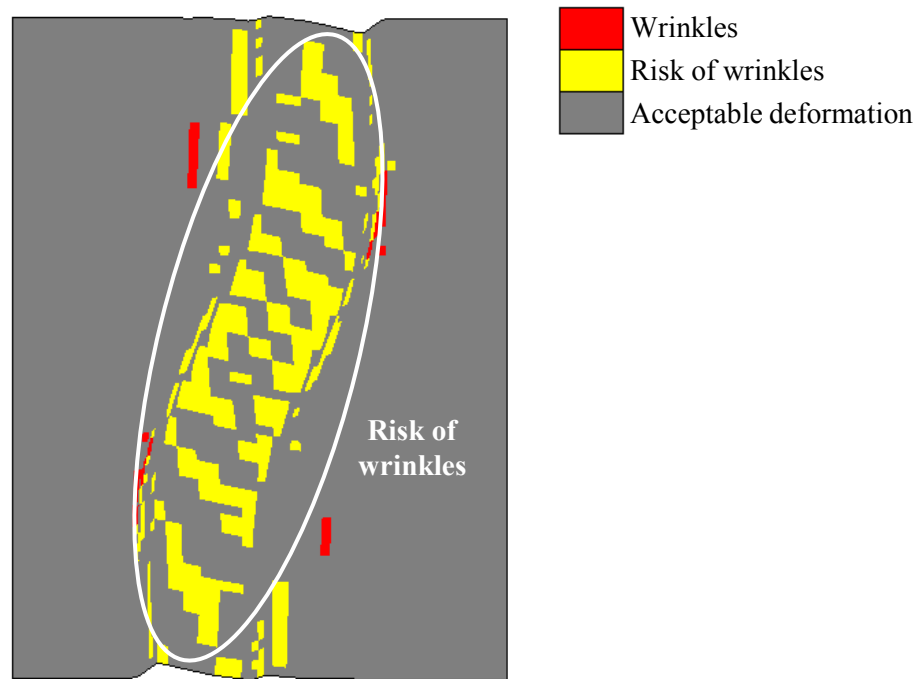 Wrinkles
Risk of wrinkles
Acceptable deformation
Risk of
wrinkles